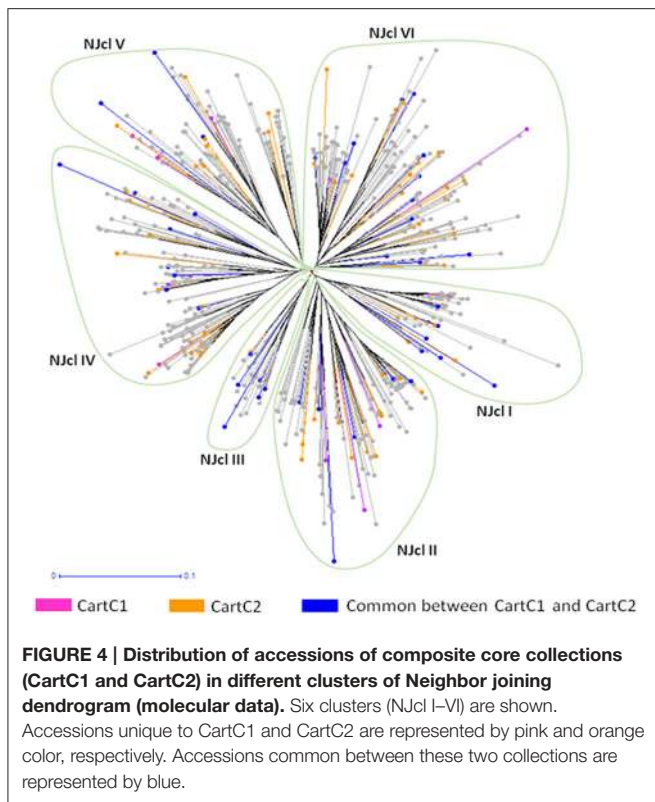 NJcl V
NJcl VI
NJcl IV
NJcl I
NJcl III
NJcl II
0 0.1
CartC1 CartC2 Common between CartC1 and CartC2
FIGURE 4 | Distribution of accessions of composite core collections
(CartC1 and CartC2) in different clusters of Neighbor joining
dendrogram (molecular data). Six clusters (NJcl I–VI) are shown.
Accessions unique to CartC1 and CartC2 are represented by pink and orange
color, respectively. Accessions common between these two collections are
represented by blue.